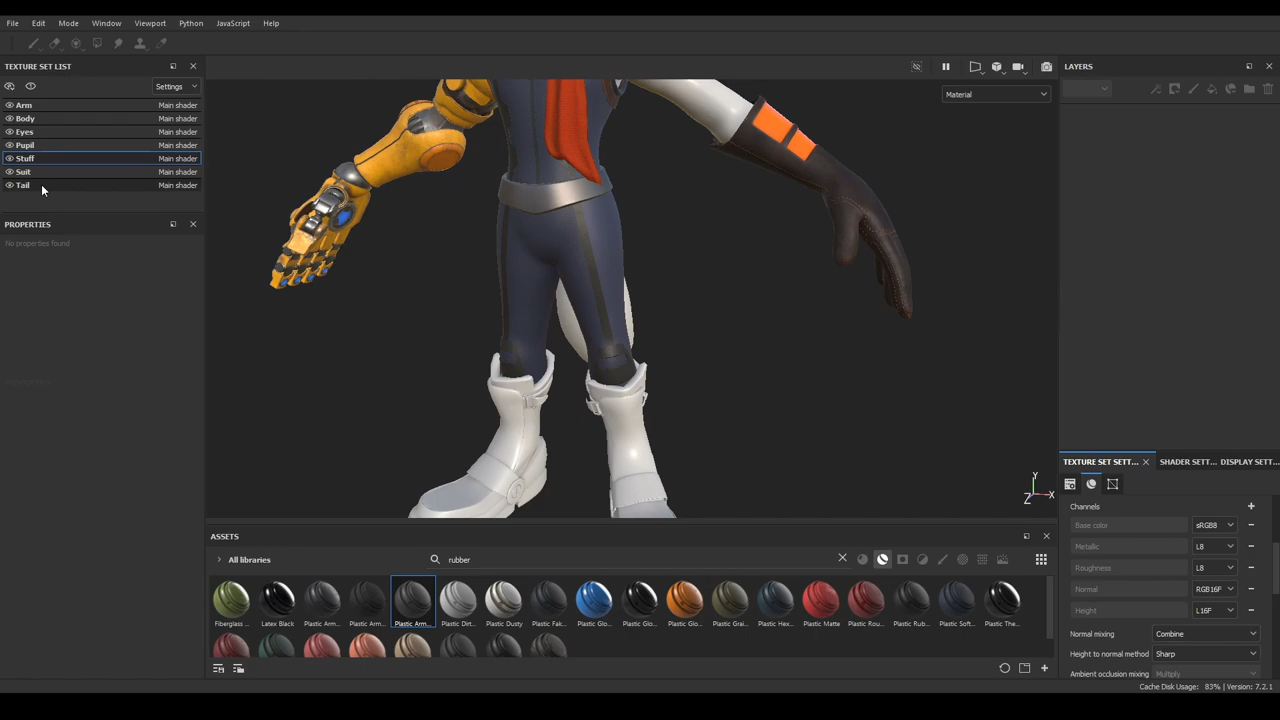 File Edit Mode Window Viewport Python JavaScript Help
TEXTURE SET LIST
Settings
Arm Main shader
Body Main shader
Eyes Main shader
Pupil Main shader
Stuff Main shader
Suit Main shader
Tail Main shader
PROPERTIES
No properties found
Material
Y
Z X
LAYERS
TEXTURE SET SETT... SHADER SETT... DISPLAY SETT...
Channels
Base color sRGB8
Metallic L8
Roughness L8
Normal RGB16F
Height L16F
Normal mixing Combine
Height to normal method Sharp
Ambient occlusion mixing Multiply
ASSETS
All libraries rubber
Fiberglass ... Latex Black Plastic Arm... Plastic Arm... Plastic Arm... Plastic Dirt... Plastic Dusty Plastic Fak... Plastic Glo... Plastic Glo... Plastic Glo... Plastic Grai... Plastic Hex... Plastic Matte Plastic Rou... Plastic Rub... Plastic Soft... Plastic The...
Cache Disk Usage: 83% | Version: 7.2.1